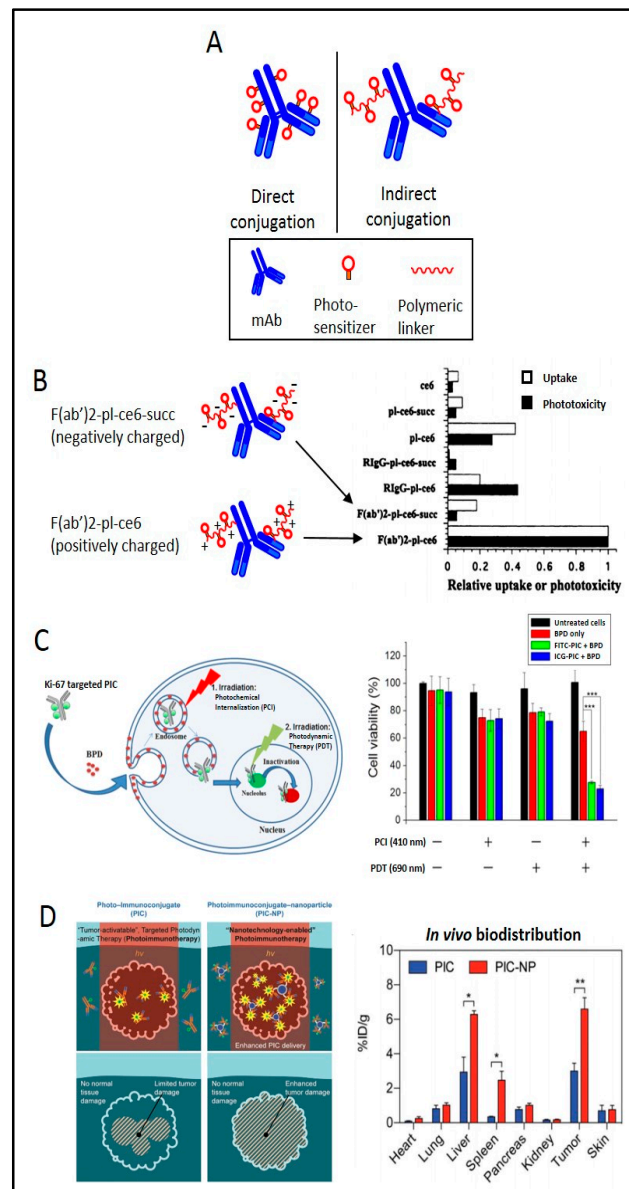 A
Direct
conjugation
Indirect
conjugation
mAb
Photo-
sensitizer
Polymeric
linker
B
F(ab’)2-pl-ce6-succ
(negatively charged)
F(ab’)2-pl-ce6
(positively charged)
- - - -
+ + + + + +
Uptake
Phototoxicity
ce6
pl-ce6-succ
pl-ce6
RIgG-pl-ce6-succ
RIgG-pl-ce6
F(ab')2-pl-ce6-succ
F(ab')2-pl-ce6
0 0.4 0.8 1
Relative uptake or phototoxicity
C
Ki-67 targeted PIC
BPD
1. Irradiation:
Photochemical
Internalization (PCI)
Endosome
2. Irradiation:
Photodynamic
Therapy (PDT)
Inactivation
Nucleolus
Nucleus
Untreated cells
BPD only
FITC-PIC + BPD
ICG-PIC + BPD
***
***
Cell viability (%)
120
100
80
60
40
20
0
PCI (410 nm) — + — +
PDT (690 nm) — — + +
D
Photo-Immunoconjugate
(PIC)
Photoimmunoconjugate–nanoparticle
(PIC-NP)
"Tumor-activatable", Targeted Photodyn
-amic Therapy (Photoimmunotherapy)
"Nanotechnology-enabled"
Photoimmunotherapy
hv
hv
Enhanced PIC delivery
No normal
tissue
damage
Limited tumor
damage
No normal
tissue
damage
Enhanced
tumor damage
In vivo biodistribution
PIC
PIC-NP
%ID/g
8
6
4
2
0
*
*
**
Heart
Lung
Liver
Spleen
Pancreas
Kidney
Tumor
Skin